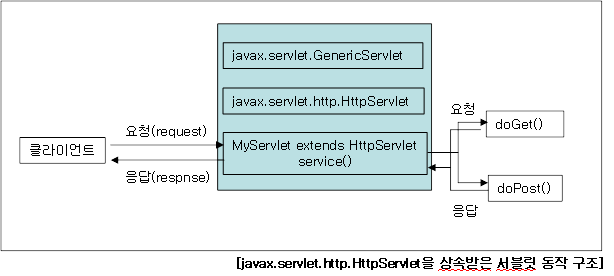 javax.servlet.GenericServlet
javax.servlet.http.HttpServlet
요청(request)
MyServlet extends HttpServlet
service()
클라이언트
응답(respnse)
요청
doGet()
doPost()
응답
[javax.servlet.http.HttpServlet을 상속받은 서블릿 동작 구조]